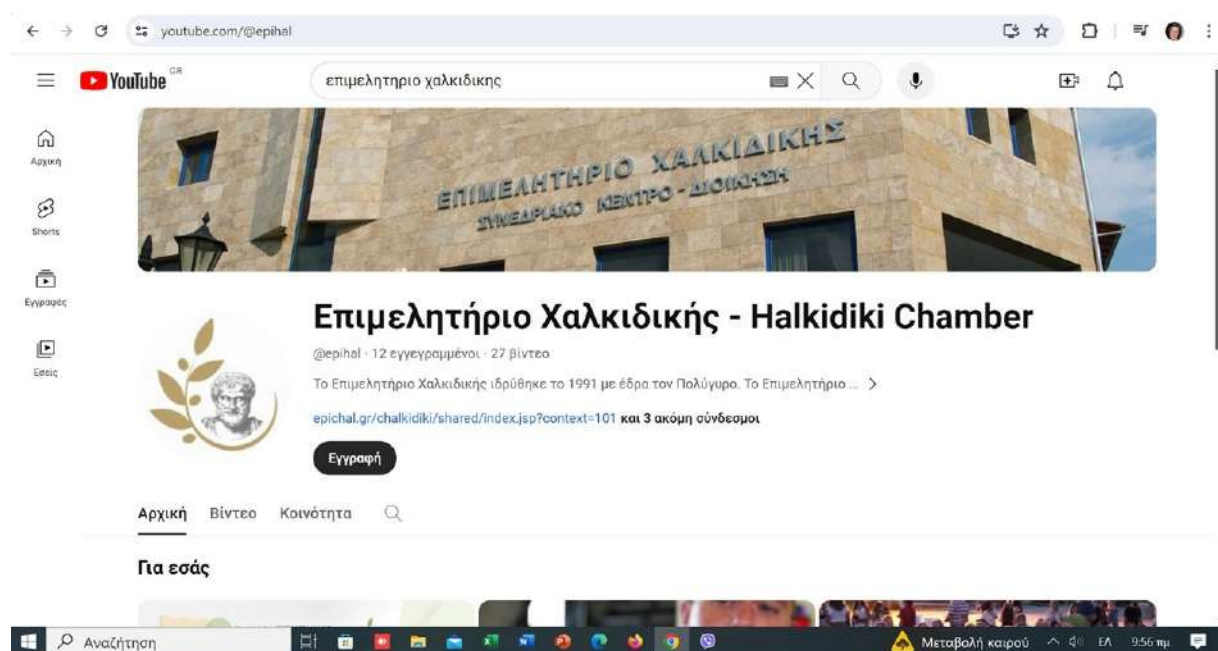 youtube.com/@epihal
YouTube GR
επιμελητηριο χαλκιδικης
Αρχική
Shorts
Εγγραφές
Εσείς
ΕΠΙΜΕΛΗΤΗΡΙΟ ΧΑΛΚΙΔΙΚΗΣ
ΣΥΝΕΔΡΙΑΚΟ ΚΕΝΤΡΟ - ΔΙΟΙΚΗΣΗ
Επιμελητήριο Χαλκιδικής - Halkidiki Chamber
@epihal · 12 εγγεγραμμένοι · 27 βίντεο
Το Επιμελητήριο Χαλκιδικής ιδρύθηκε το 1991 με έδρα τον Πολύγυρο. Το Επιμελητήριο ...
epichal.gr/chalkidiki/shared/index.jsp?context=101 και 3 ακόμη σύνδεσμοι
Εγγραφή
Αρχική Βίντεο Κοινότητα
Για εσάς
Αναζήτηση
Μεταβολή καιρού ΕΛ 9:56 πμ